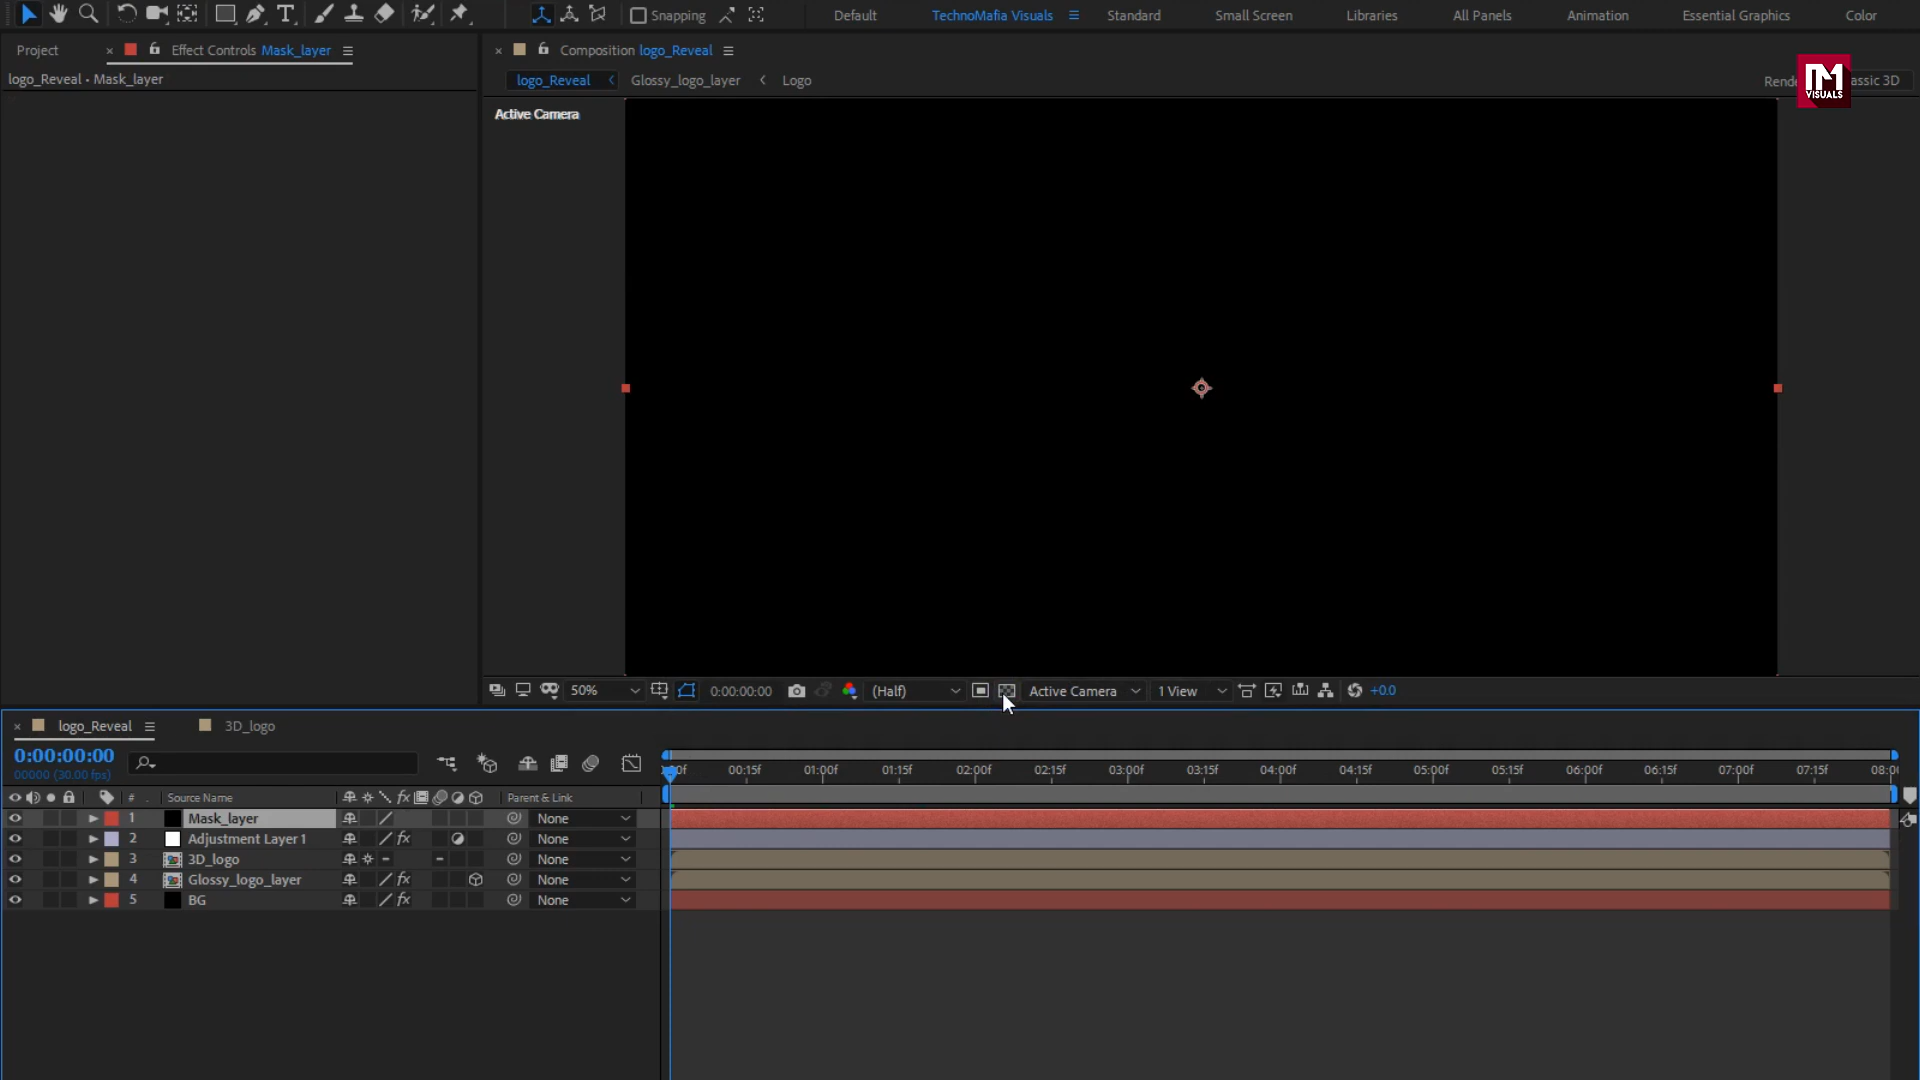 Snapping
Default
TechnoMafia Visuals
Standard
Small Screen
Libraries
All Panels
Animation
Essential Graphics
Color
Project
Effect Controls Mask_layer
Composition logo_Reveal
logo_Reveal • Mask_layer
logo_Reveal
Glossy_logo_layer
Logo
VISUALS
Active Camera
50%
0:00:00:00
(Half)
Active Camera
1 View
+0.0
logo_Reveal
3D_logo
0:00:00:00
00000 (30.00 fps)
00:15f
01:00f
01:15f
02:00f
02:15f
03:00f
03:15f
04:00f
04:15f
05:00f
05:15f
06:00f
06:15f
07:00f
07:15f
# Source Name
Parent & Link
1 Mask_layer None
2 Adjustment Layer 1 None
3 3D_logo None
4 Glossy_logo_layer None
5 BG None